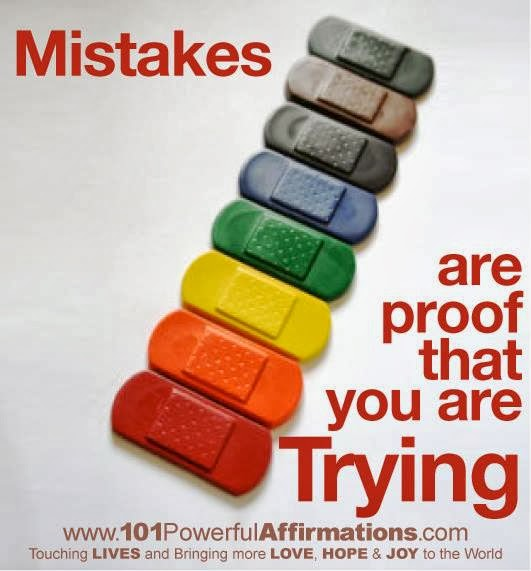 Mistakes
are
proof
that
you are
Trying
www.101PowerfulAffirmations.com
Touching LIVES and Bringing more LOVE, HOPE & JOY to the World